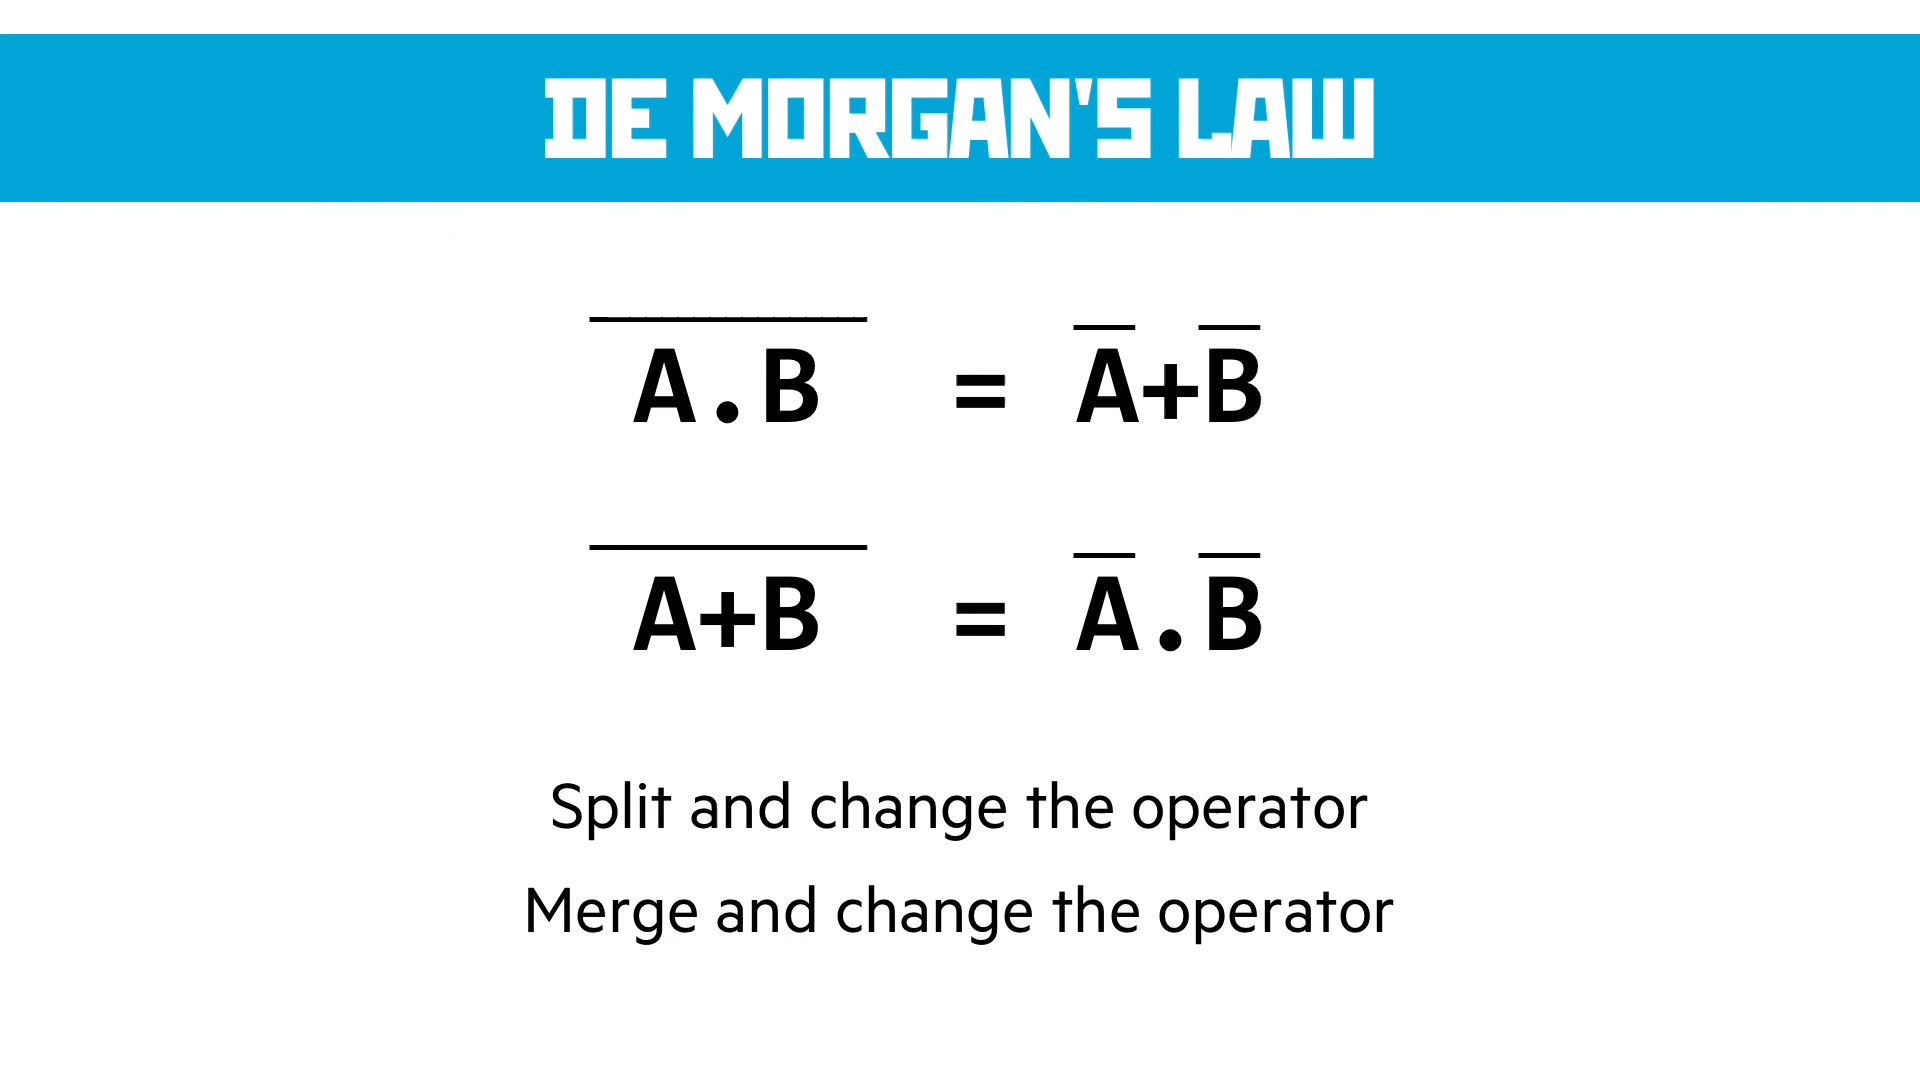 DE MORGAN'S LAW
A̅.̅B̅ = A̅+B̅
A̅+̅B̅ = A̅.B̅
Split and change the operator
Merge and change the operator